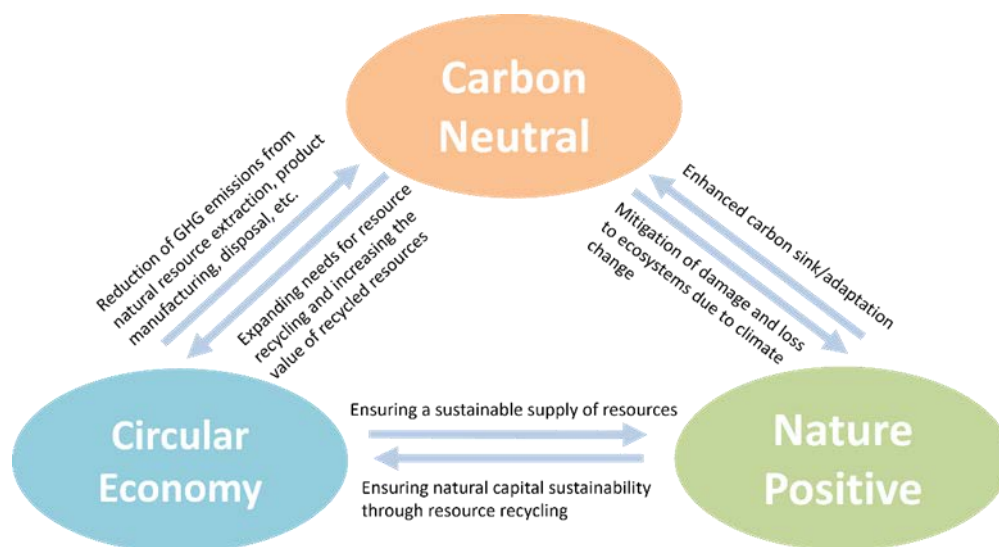 Carbon
Neutral
Reduction of GHG emissions from
natural resource extraction, product
manufacturing, disposal, etc.
Expanding needs for resource
recycling and increasing the
value of recycled resources
Enhanced carbon sink/adaptation
Mitigation of damage and loss
to ecosystems due to climate
change
Circular
Economy
Ensuring a sustainable supply of resources
Ensuring natural capital sustainability
through resource recycling
Nature
Positive